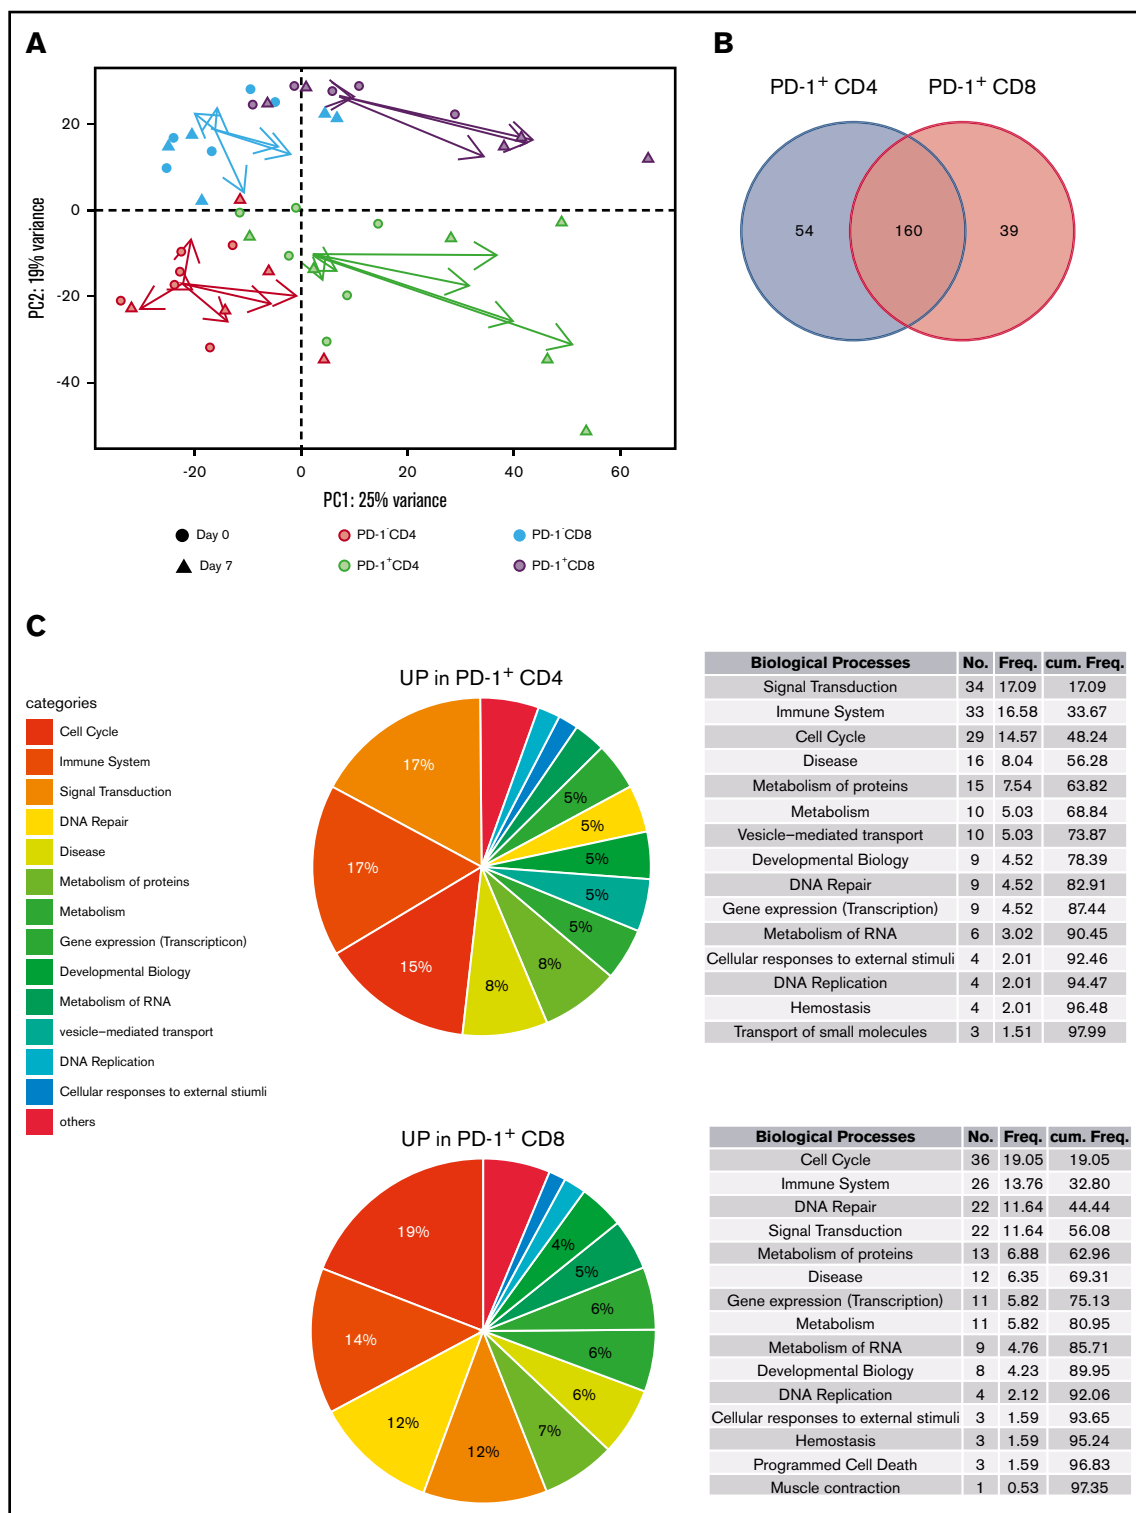 A
PC2: 19% variance
20
0
-20
-40
-20
0
20
40
60
PC1: 25% variance
Day 0
PD-1-CD4
PD-1-CD8
Day 7
PD-1+CD4
PD-1+CD8
B
PD-1+ CD4
PD-1+ CD8
54
160
39
C
categories
Cell Cycle
Immune System
Signal Transduction
DNA Repair
Disease
Metabolism of proteins
Metabolism
Gene expression (Transcripticon)
Developmental Biology
Metabolism of RNA
vesicle–mediated transport
DNA Replication
Cellular responses to external stiumli
others
UP in PD-1+ CD4
17%
17%
15%
8%
8%
5%
5%
5%
5%
5%
Biological Processes No. Freq. cum. Freq.
Signal Transduction 34 17.09 17.09
Immune System 33 16.58 33.67
Cell Cycle 29 14.57 48.24
Disease 16 8.04 56.28
Metabolism of proteins 15 7.54 63.82
Metabolism 10 5.03 68.84
Vesicle–mediated transport 10 5.03 73.87
Developmental Biology 9 4.52 78.39
DNA Repair 9 4.52 82.91
Gene expression (Transcription) 9 4.52 87.44
Metabolism of RNA 6 3.02 90.45
Cellular responses to external stimuli 4 2.01 92.46
DNA Replication 4 2.01 94.47
Hemostasis 4 2.01 96.48
Transport of small molecules 3 1.51 97.99
UP in PD-1+ CD8
19%
14%
12%
12%
7%
6%
6%
6%
5%
4%
Biological Processes No. Freq. cum. Freq.
Cell Cycle 36 19.05 19.05
Immune System 26 13.76 32.80
DNA Repair 22 11.64 44.44
Signal Transduction 22 11.64 56.08
Metabolism of proteins 13 6.88 62.96
Disease 12 6.35 69.31
Gene expression (Transcription) 11 5.82 75.13
Metabolism 11 5.82 80.95
Metabolism of RNA 9 4.76 85.71
Developmental Biology 8 4.23 89.95
DNA Replication 4 2.12 92.06
Cellular responses to external stimuli 3 1.59 93.65
Hemostasis 3 1.59 95.24
Programmed Cell Death 3 1.59 96.83
Muscle contraction 1 0.53 97.35